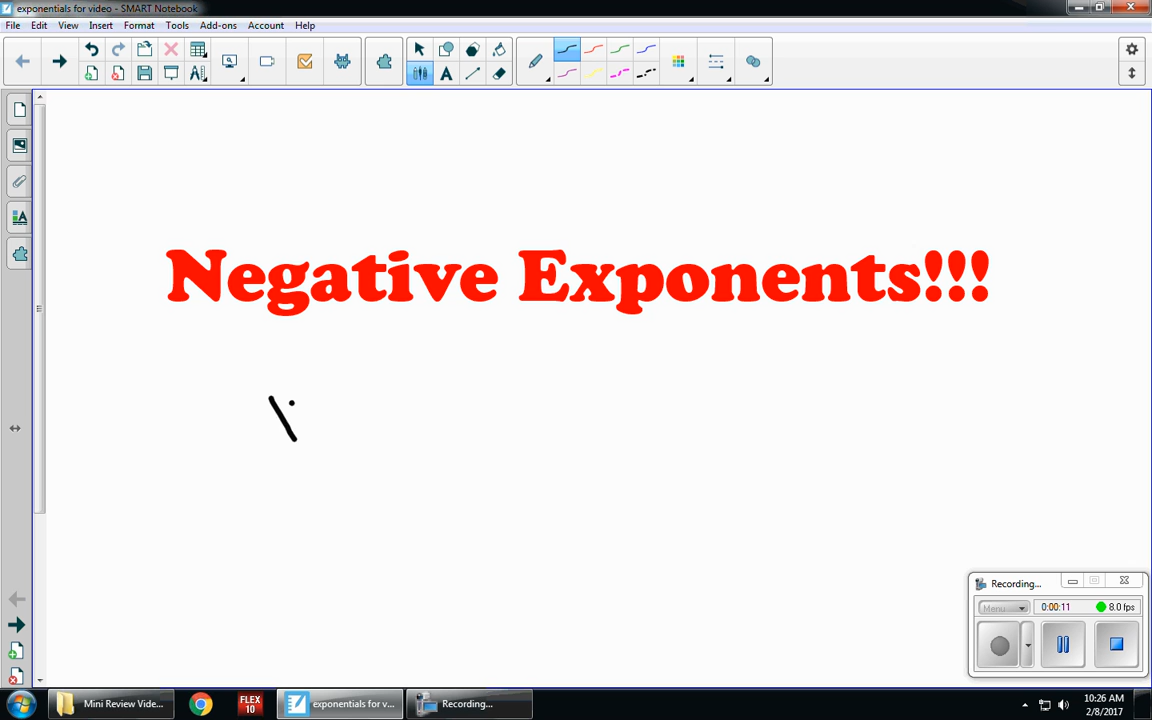 exponentials for video - SMART Notebook
File Edit View Insert Format Tools Add-ons Account Help
Negative Exponents!!!
Recording...
Menu 0:00:11 8.0 fps
Mini Review Vide... FLEX 10 exponentials for v... Recording... 10:26 AM
2/8/2017